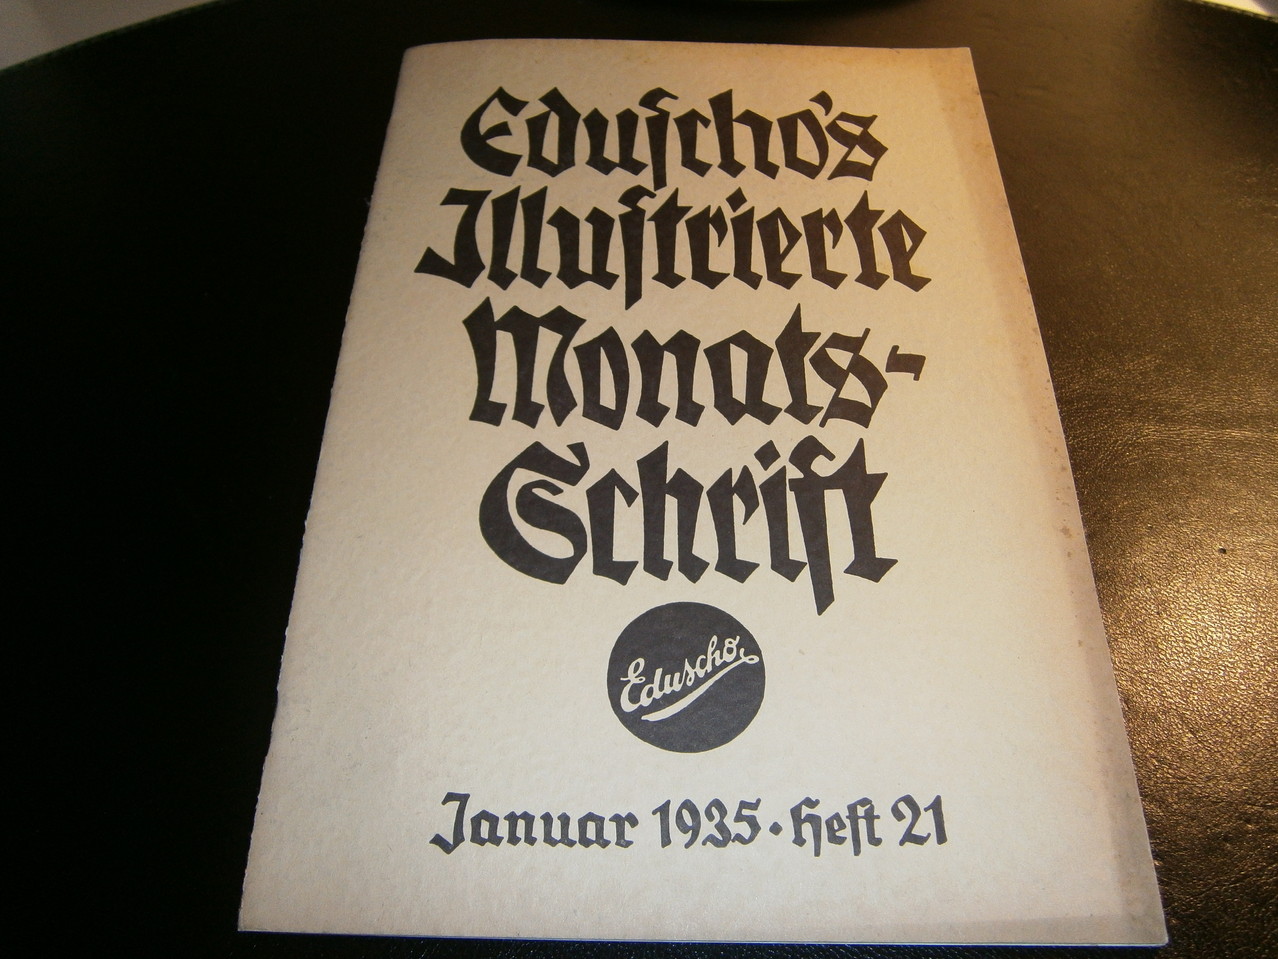 Eduſcho's
Illuſtrierte
Monats-
Schrift
Eduscho
Januar 1935 · Heft 21